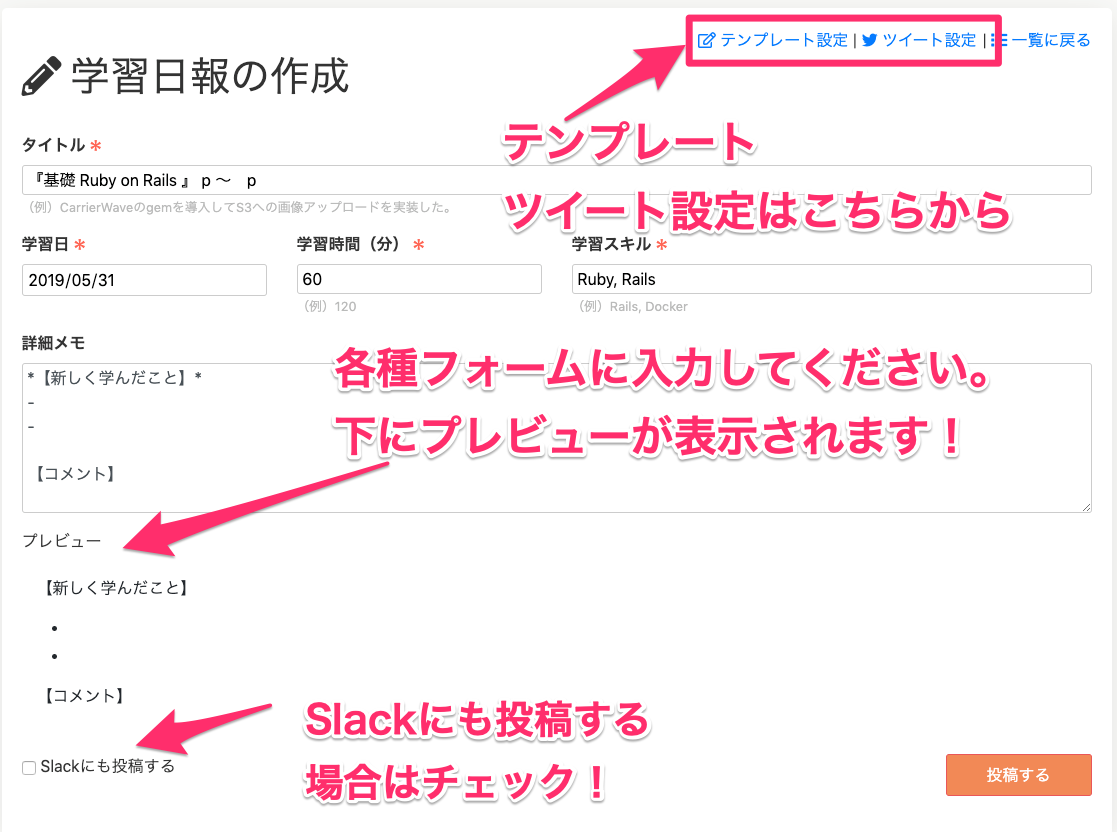 テンプレート設定 | ツイート設定 | 一覧に戻る
学習日報の作成
テンプレート
ツイート設定はこちらから
タイトル *
『基礎 Ruby on Rails 』 p 〜　p
（例）CarrierWaveのgemを導入してS3への画像アップロードを実装した。
学習日 * 学習時間（分） * 学習スキル *
2019/05/31 60 Ruby, Rails
（例）120 （例）Rails, Docker
詳細メモ
*【新しく学んだこと】*
-
-
【コメント】
各種フォームに入力してください。
下にプレビューが表示されます！
プレビュー
【新しく学んだこと】
•
•
【コメント】
Slackにも投稿する
場合はチェック！
Slackにも投稿する
投稿する